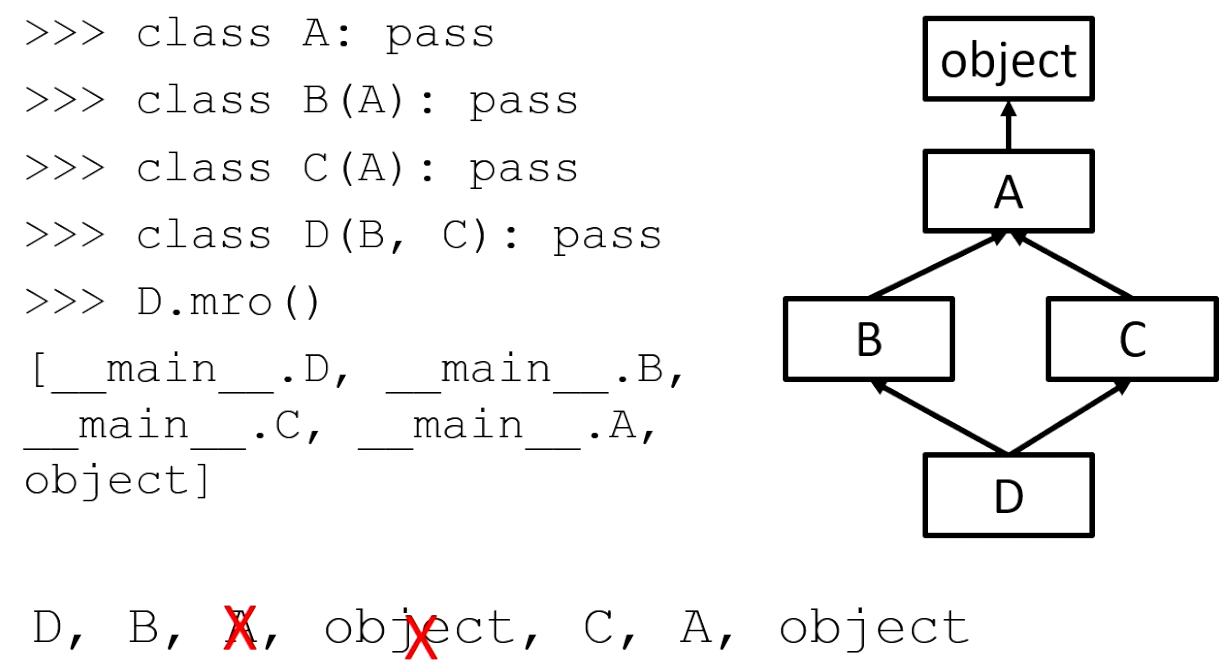 >>> class A: pass
>>> class B(A): pass
>>> class C(A): pass
>>> class D(B, C): pass
>>> D.mro()
[__main__.D, __main__.B,
__main__.C, __main__.A,
object]
object
A
B
C
D
D, B, A, object, C, A, object